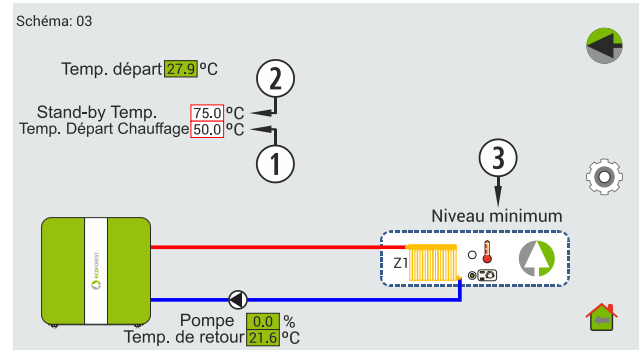 Schéma: 03
Temp. départ 27.9 ºC
2
Stand-by Temp. 75.0 ºC
Temp. Départ Chauffage 50.0 ºC
1
3
Niveau minimum
Z1
ECOFOREST
Pompe 0.0 %
Temp. de retour 21.6 ºC